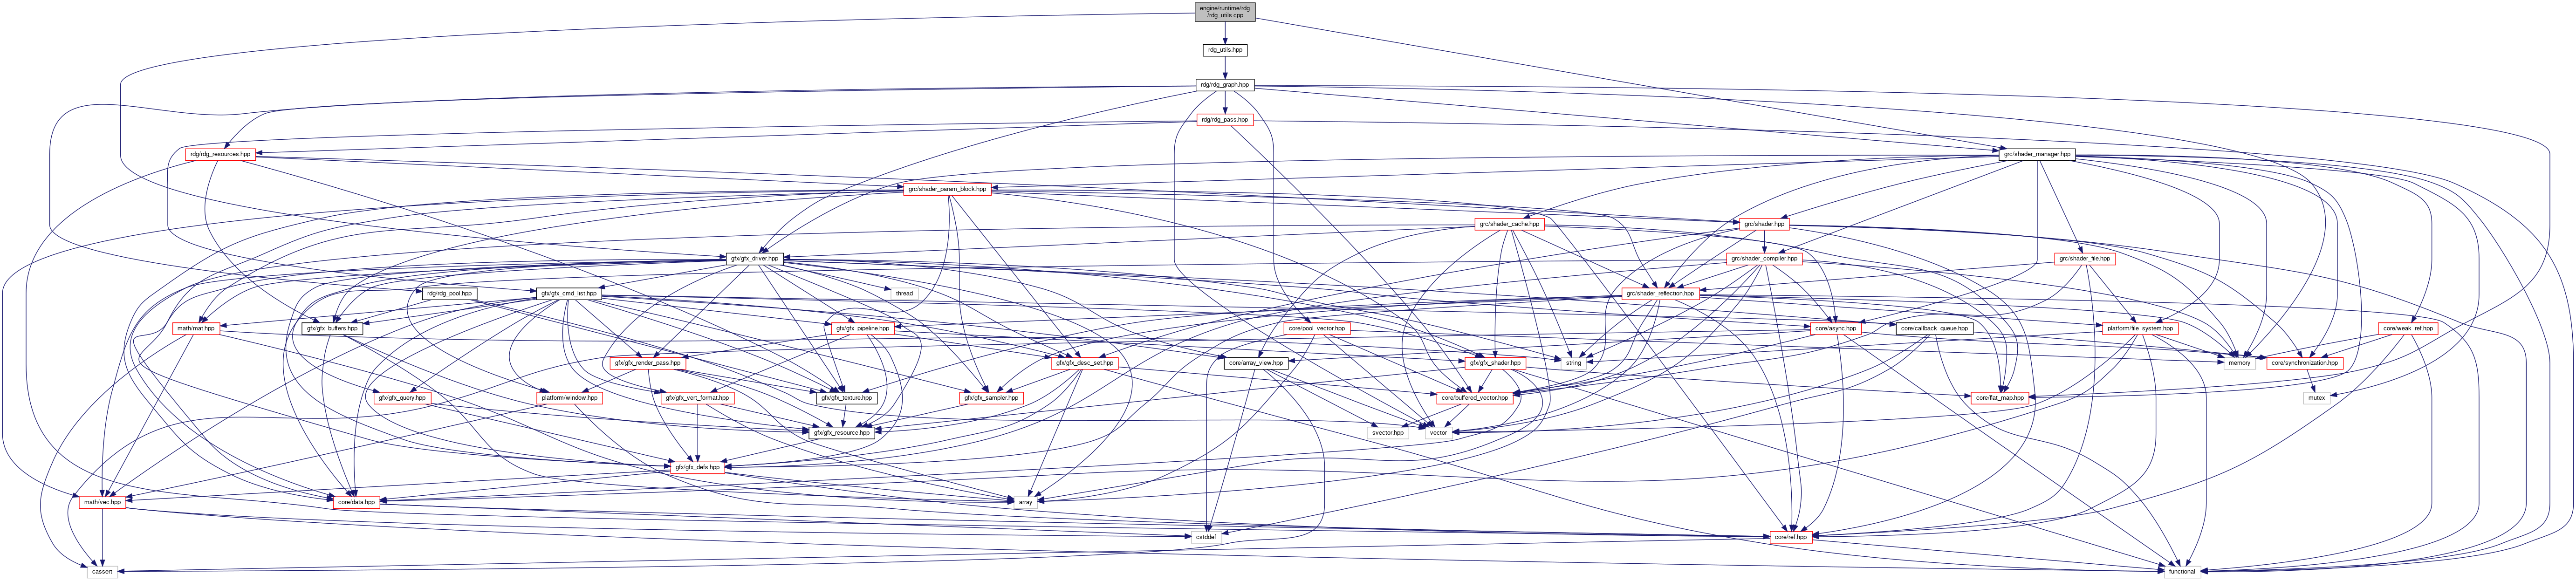 engine/runtime/rdg
/rdg_utils.cpp
rdg_utils.hpp
rdg/rdg_graph.hpp
rdg/rdg_pass.hpp
rdg/rdg_resources.hpp
grc/shader_manager.hpp
grc/shader_param_block.hpp
grc/shader_cache.hpp
grc/shader.hpp
gfx/gfx_driver.hpp
grc/shader_compiler.hpp
grc/shader_file.hpp
rdg/rdg_pool.hpp
gfx/gfx_cmd_list.hpp
thread
grc/shader_reflection.hpp
math/mat.hpp
gfx/gfx_buffers.hpp
gfx/gfx_pipeline.hpp
core/pool_vector.hpp
core/async.hpp
core/callback_queue.hpp
platform/file_system.hpp
core/weak_ref.hpp
gfx/gfx_render_pass.hpp
gfx/gfx_desc_set.hpp
core/array_view.hpp
gfx/gfx_shader.hpp
string
memory
core/synchronization.hpp
gfx/gfx_query.hpp
platform/window.hpp
gfx/gfx_vert_format.hpp
gfx/gfx_texture.hpp
gfx/gfx_sampler.hpp
core/buffered_vector.hpp
core/flat_map.hpp
mutex
gfx/gfx_resource.hpp
svector.hpp
vector
gfx/gfx_defs.hpp
math/vec.hpp
core/data.hpp
array
cstddef
core/ref.hpp
cassert
functional